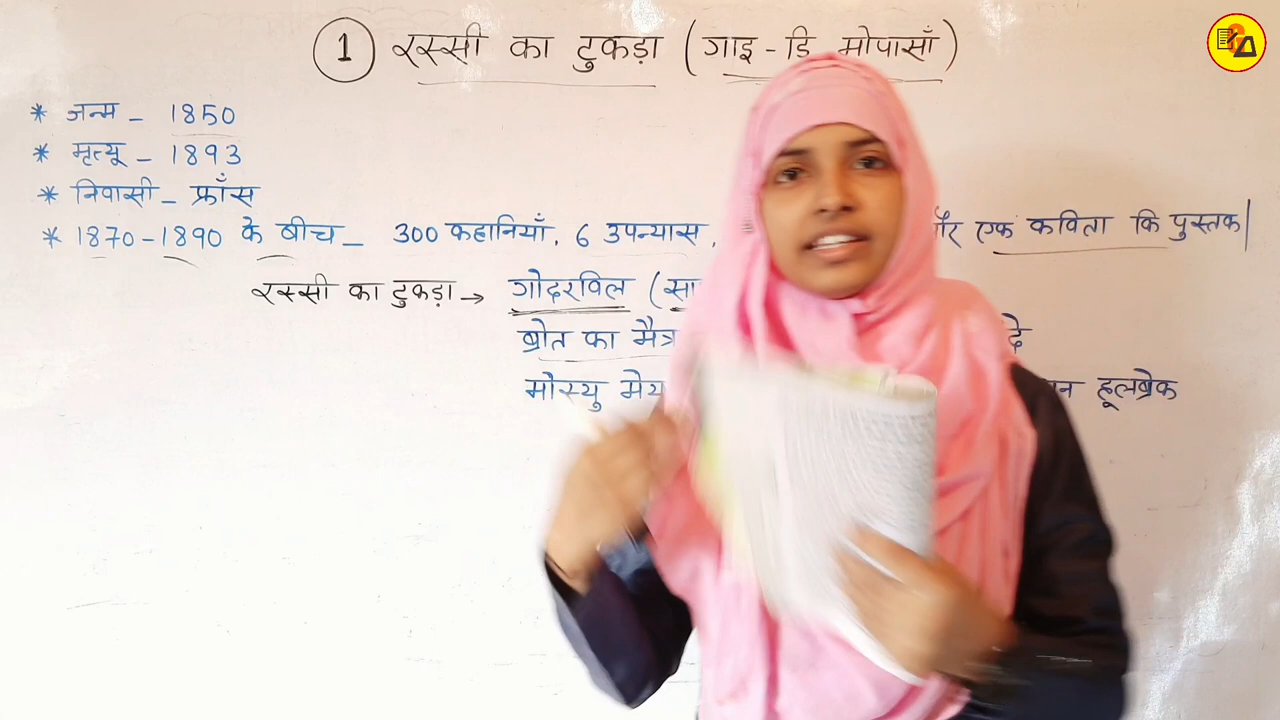 1 रस्सी का टुकड़ा (गाइ - डि मोपासाँ)
* जन्म - 1850
* मृत्यू - 1893
* निवासी - फ्राँस
* 1870-1890 के बीच - 300 कहानियाँ, 6 उपन्यास, एक कविता कि पुस्तक|
रस्सी का टुकड़ा → गोदरविल (
ब्रोत का
मोस्यु हूलब्रेक